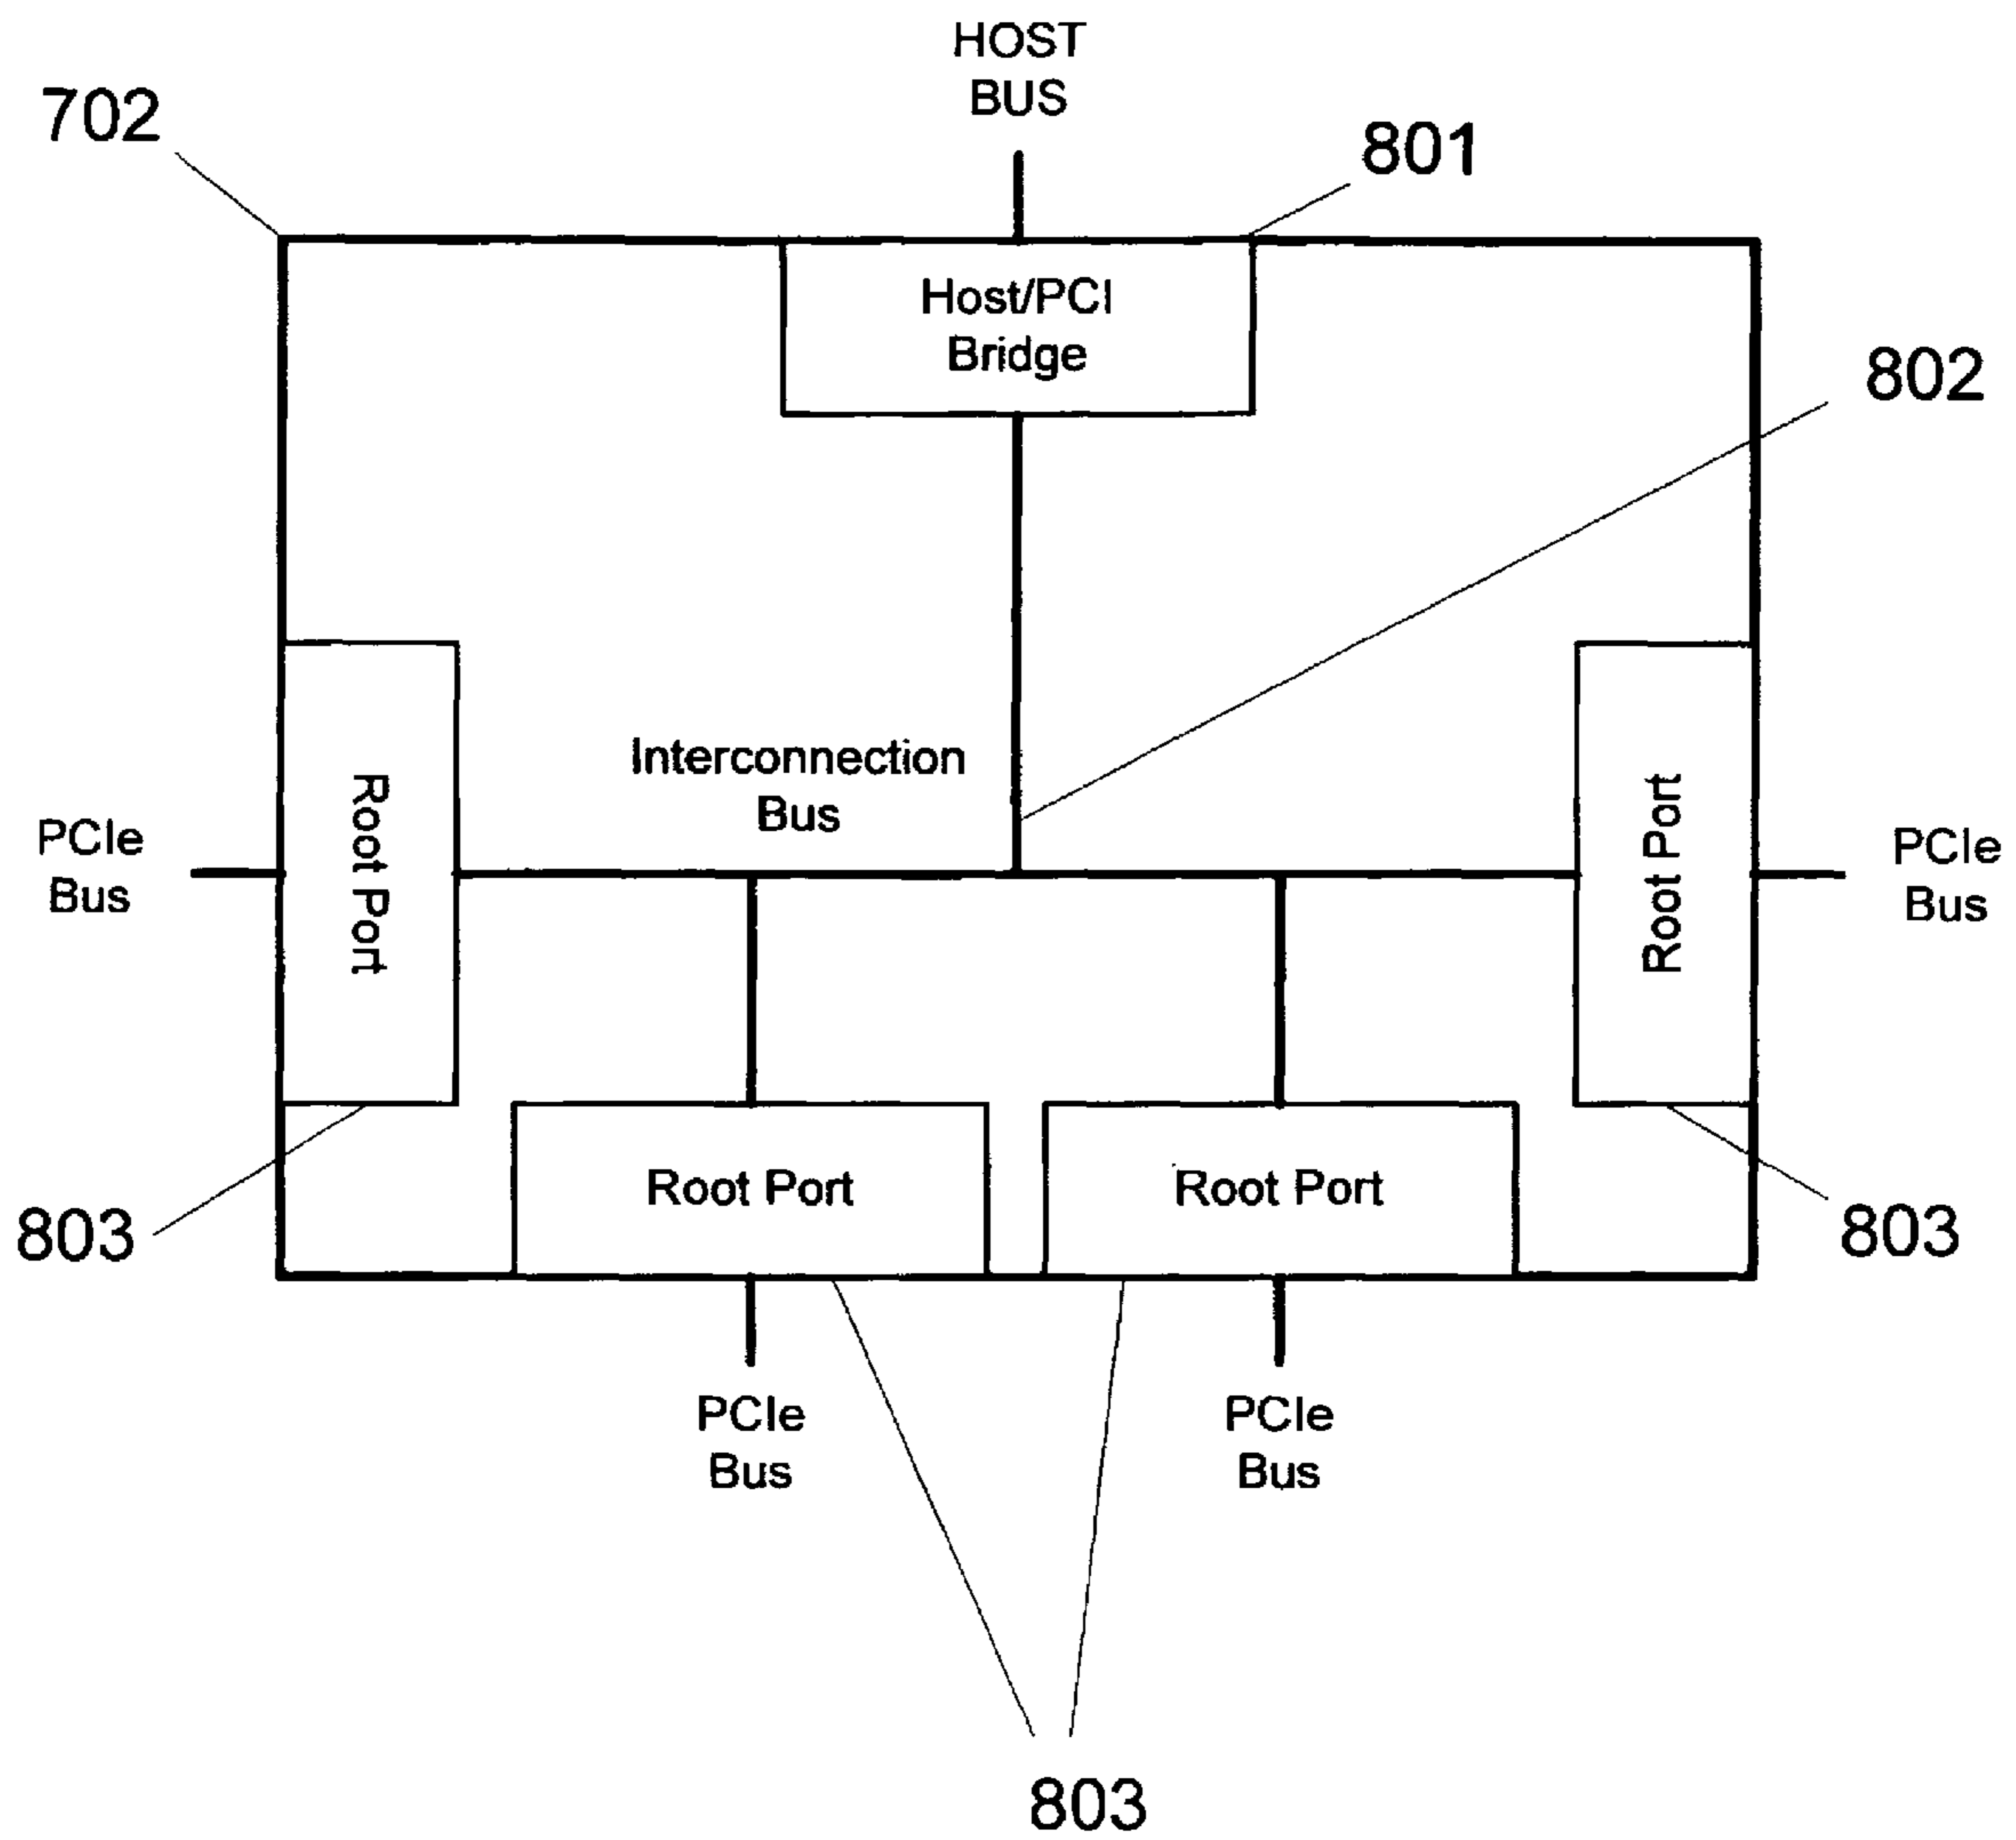 HOST
BUS
702
801
Host/PCI
Bridge
802
Interconnection
Bus
Root Port
Root Port
PCIe
Bus
PCIe
Bus
Root Port
Root Port
803
803
PCIe
Bus
PCIe
Bus
803